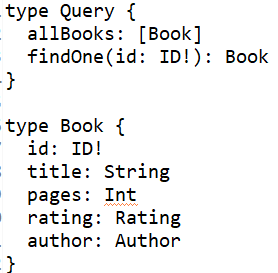 type Query {
  allBooks: [Book]
  findOne(id: ID!): Book
}

type Book {
  id: ID!
  title: String
  pages: Int
  rating: Rating
  author: Author
}